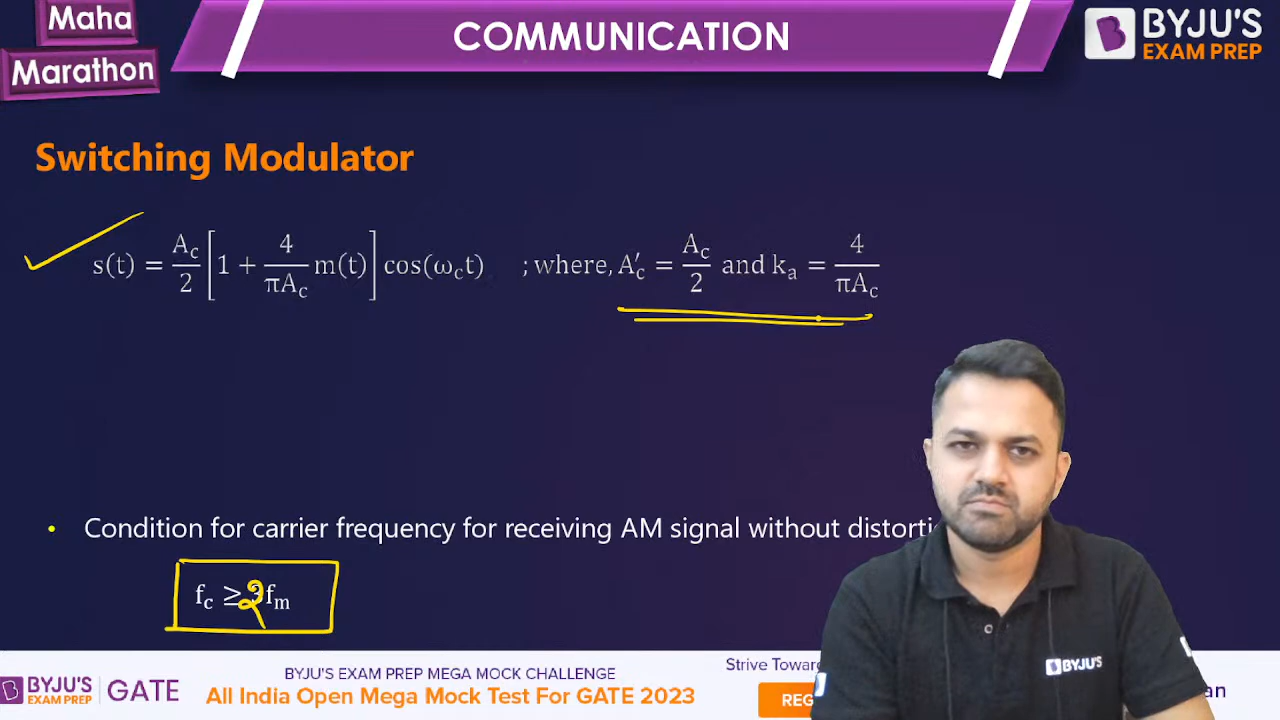 Maha
Marathon
COMMUNICATION
BYJU'S
EXAM PREP
Switching Modulator
s(t) = A_c/2 [1 + 4/(πA_c) m(t)] cos(ω_c t) ; where, A'_c = A_c/2 and k_a = 4/(πA_c)
• Condition for carrier frequency for receiving AM signal without
f_c ≥ 2f_m
BYJU'S
BYJU'S
EXAM PREP
GATE
BYJU'S EXAM PREP MEGA MOCK CHALLENGE
All India Open Mega Mock Test For GATE 2023
Strive